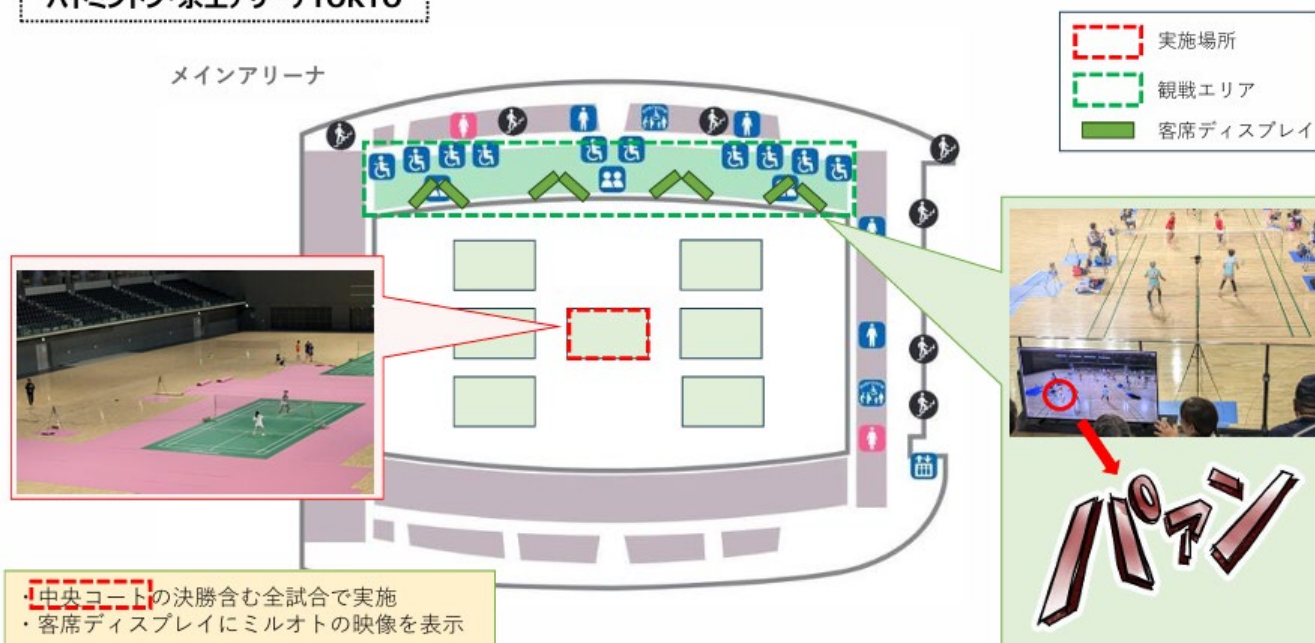 バドミントン・京王アリーナTOKYO
メインアリーナ
実施場所
観戦エリア
客席ディスプレイ
パァン
・中央コートの決勝含む全試合で実施
・客席ディスプレイにミルオトの映像を表示